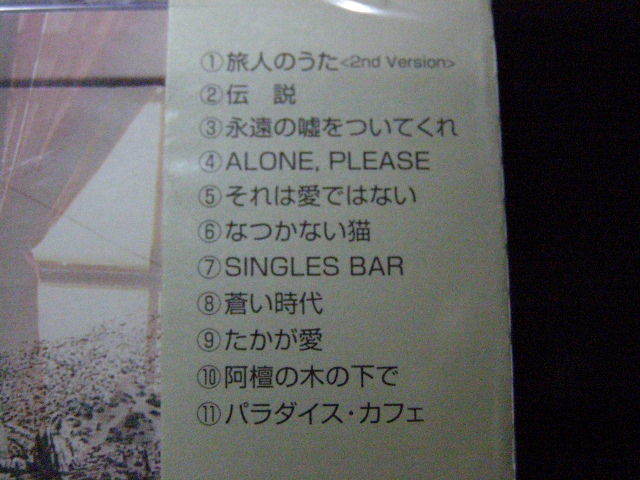 ①旅人のうた<2nd Version>
②伝　説
③永遠の嘘をついてくれ
④ALONE, PLEASE
⑤それは愛ではない
⑥なつかない猫
⑦SINGLES BAR
⑧蒼い時代
⑨たかが愛
⑩阿檀の木の下で
⑪パラダイス・カフェ